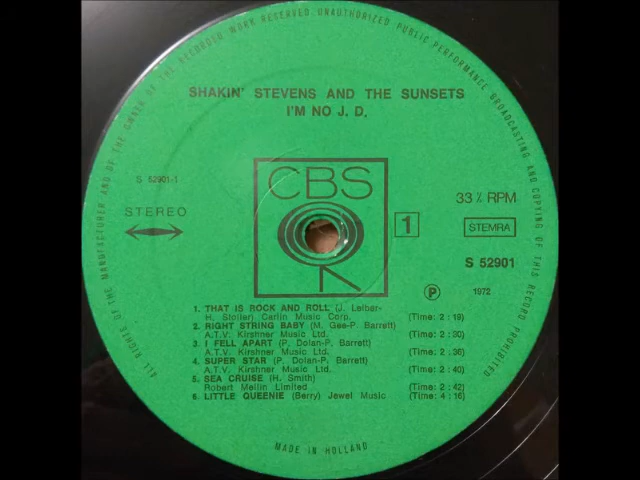 ALL RIGHTS OF THE MANUFACTURER AND OF THE OWNER OF THE RECORDED WORK RESERVED. UNAUTHORIZED PUBLIC PERFORMANCE BROADCASTING AND COPYING OF THIS RECORD PROHIBITED
SHAKIN' STEVENS AND THE SUNSETS
I'M NO J. D.
CBS
S 52901-1
STEREO
33⅓ RPM
1
STEMRA
S 52901
P 1972
1. THAT IS ROCK AND ROLL (J. Leiber-
H. Stoller) Carlin Music Corp. (Time: 2 : 19)
2. RIGHT STRING BABY (M. Gee-P. Barrett)
A.T.V. Kirshner Music Ltd. (Time: 2 : 30)
3. I FELL APART (P. Dolan-P. Barrett)
A.T.V. Kirshner Music Ltd. (Time: 2 : 36)
4. SUPER STAR (P. Dolan-P. Barrett)
A.T.V. Kirshner Music Ltd. (Time: 2 : 40)
5. SEA CRUISE (H. Smith)
Robert Mellin Limited (Time: 2 : 42)
6. LITTLE QUEENIE (Berry) Jewel Music (Time: 4 : 16)
MADE IN HOLLAND